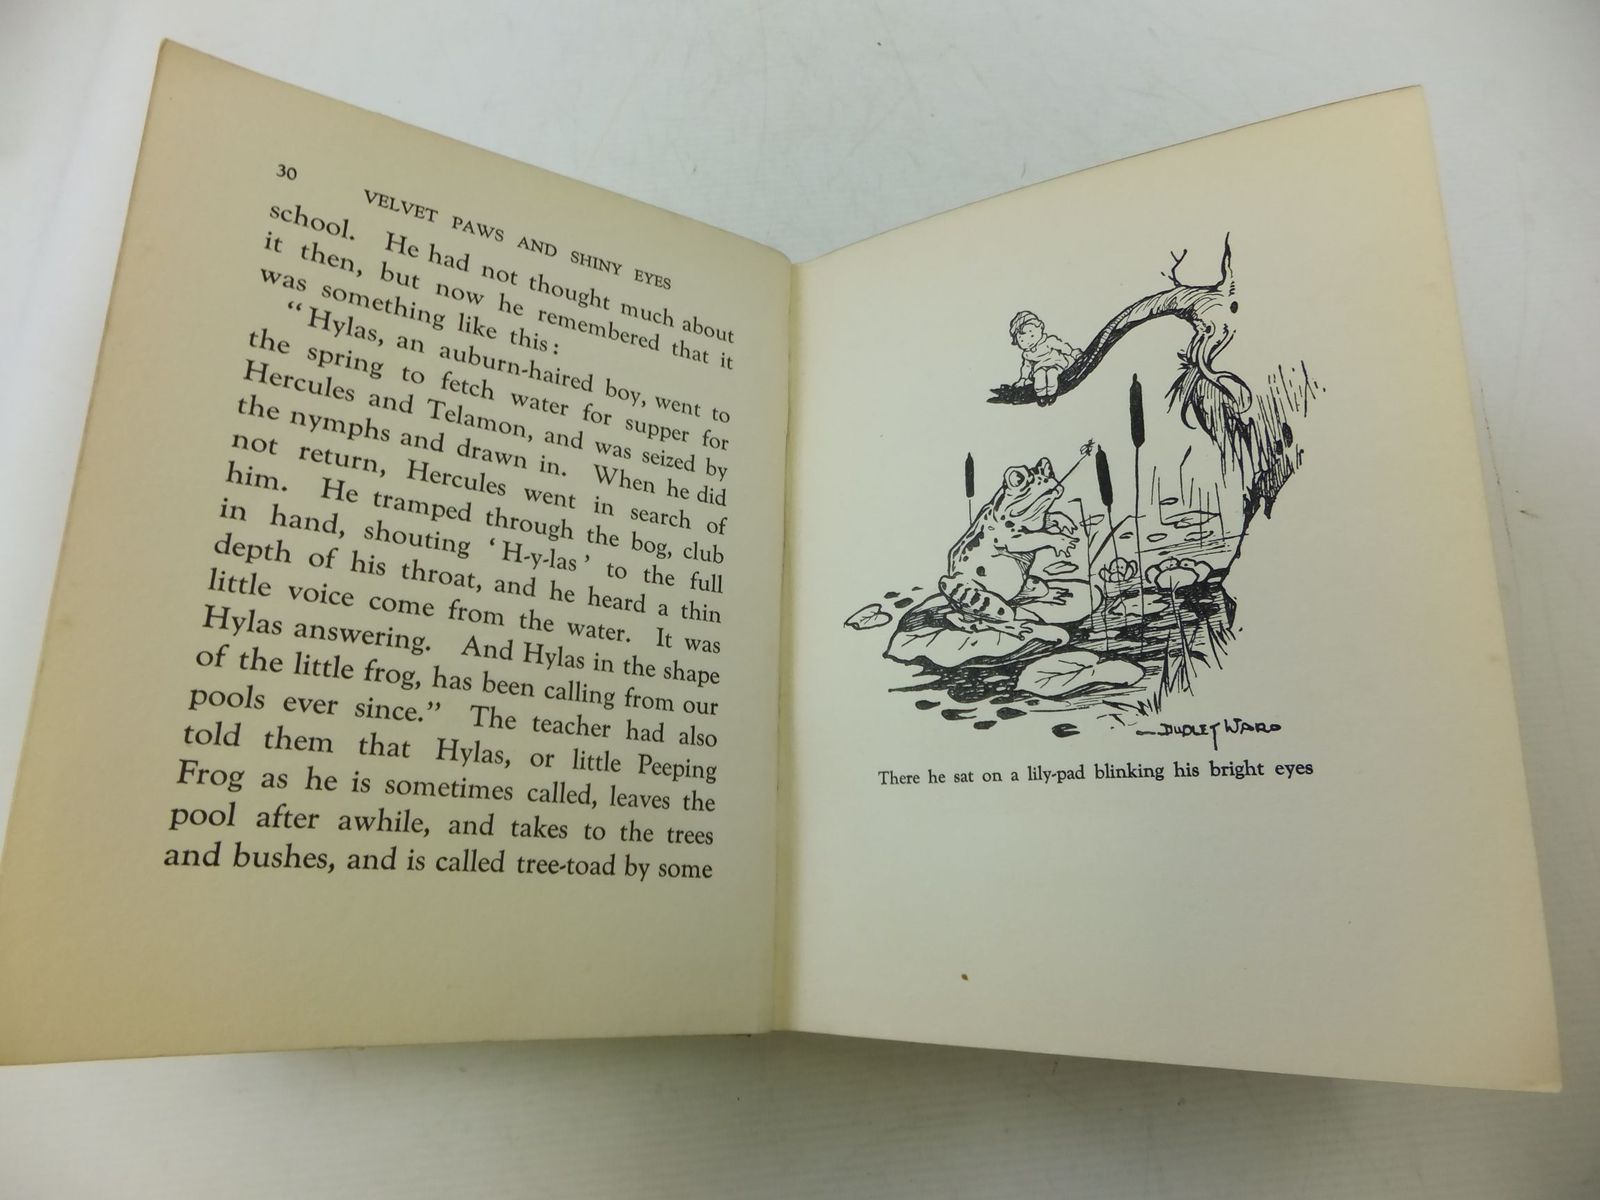 30
VELVET PAWS AND SHINY EYES
school. He had not thought much about
it then, but now he remembered that it
was something like this:
“Hylas, an auburn-haired boy, went to
the spring to fetch water for supper for
Hercules and Telamon, and was seized by
the nymphs and drawn in. When he did
not return, Hercules went in search of
him. He tramped through the bog, club
in hand, shouting ‘H-y-las’ to the full
depth of his throat, and he heard a thin
little voice come from the water. It was
Hylas answering. And Hylas in the shape
of the little frog, has been calling from our
pools ever since.” The teacher had also
told them that Hylas, or little Peeping
Frog as he is sometimes called, leaves the
pool after awhile, and takes to the trees
and bushes, and is called tree-toad by some
DUDLEY WARD
There he sat on a lily-pad blinking his bright eyes